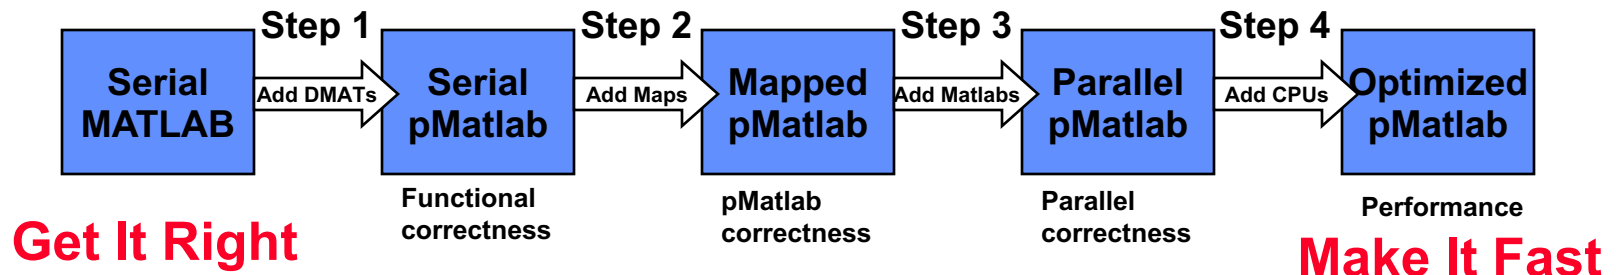 Step 1
Step 2
Step 3
Step 4
Serial
MATLAB
Add DMATs
Serial
pMatlab
Add Maps
Mapped
pMatlab
Add Matlabs
Parallel
pMatlab
Add CPUs
Optimized
pMatlab
Functional
correctness
pMatlab
correctness
Parallel
correctness
Performance
Get It Right
Make It Fast